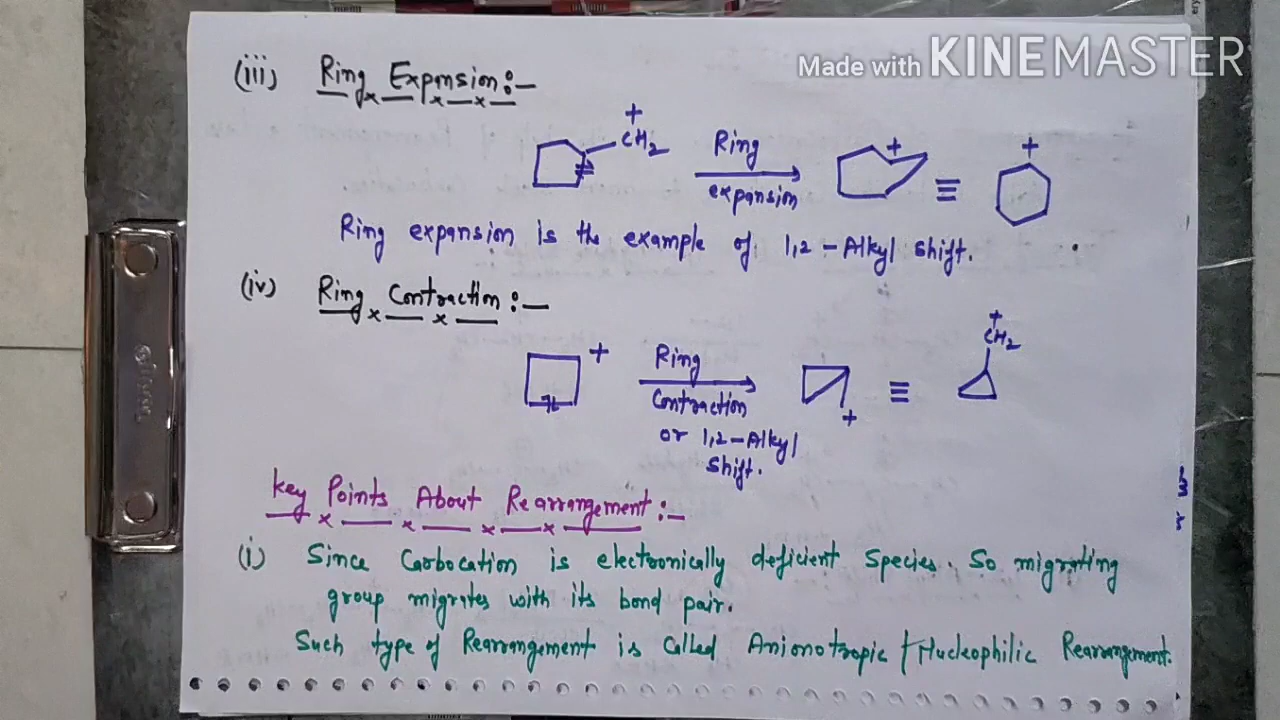 Made with KINEMASTER
(iii) Ring Expansion:-
+
CH2
Ring
expansion
+
≡
+
Ring expansion is the example of 1,2-Alkyl shift.
(iv) Ring Contraction:-
+
Ring
Contraction
or 1,2-Alkyl
shift.
+
≡
+
CH2
Key Points About Rearrangement:-
(i) Since Carbocation is electronically deficient Species. So migrating
group migrates with its bond pair.
Such type of Rearrangement is Called Anionotropic / Nucleophilic Rearrangement.